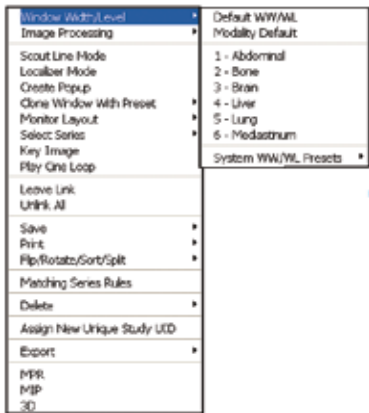 Window Width/Level
Image Processing
Scout Line Mode
Localizer Mode
Create Popup
Clone Window With Preset
Monitor Layout
Select Series
Key Image
Play Cine Loop
Leave Link
Unlink All
Save
Print
Flip/Rotate/Sort/Split
Matching Series Rules
Delete
Assign New Unique Study UID
Export
MPR
MIP
3D
Default WW/WL
Modality Default
1 - Abdominal
2 - Bone
3 - Brain
4 - Liver
5 - Lung
6 - Mediastinum
System WW/WL Presets